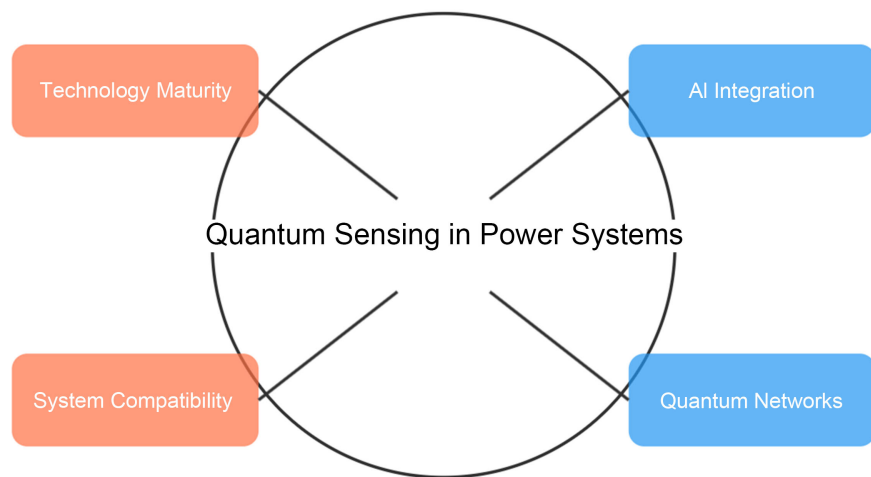 Technology Maturity
AI Integration
Quantum Sensing in Power Systems
System Compatibility
Quantum Networks